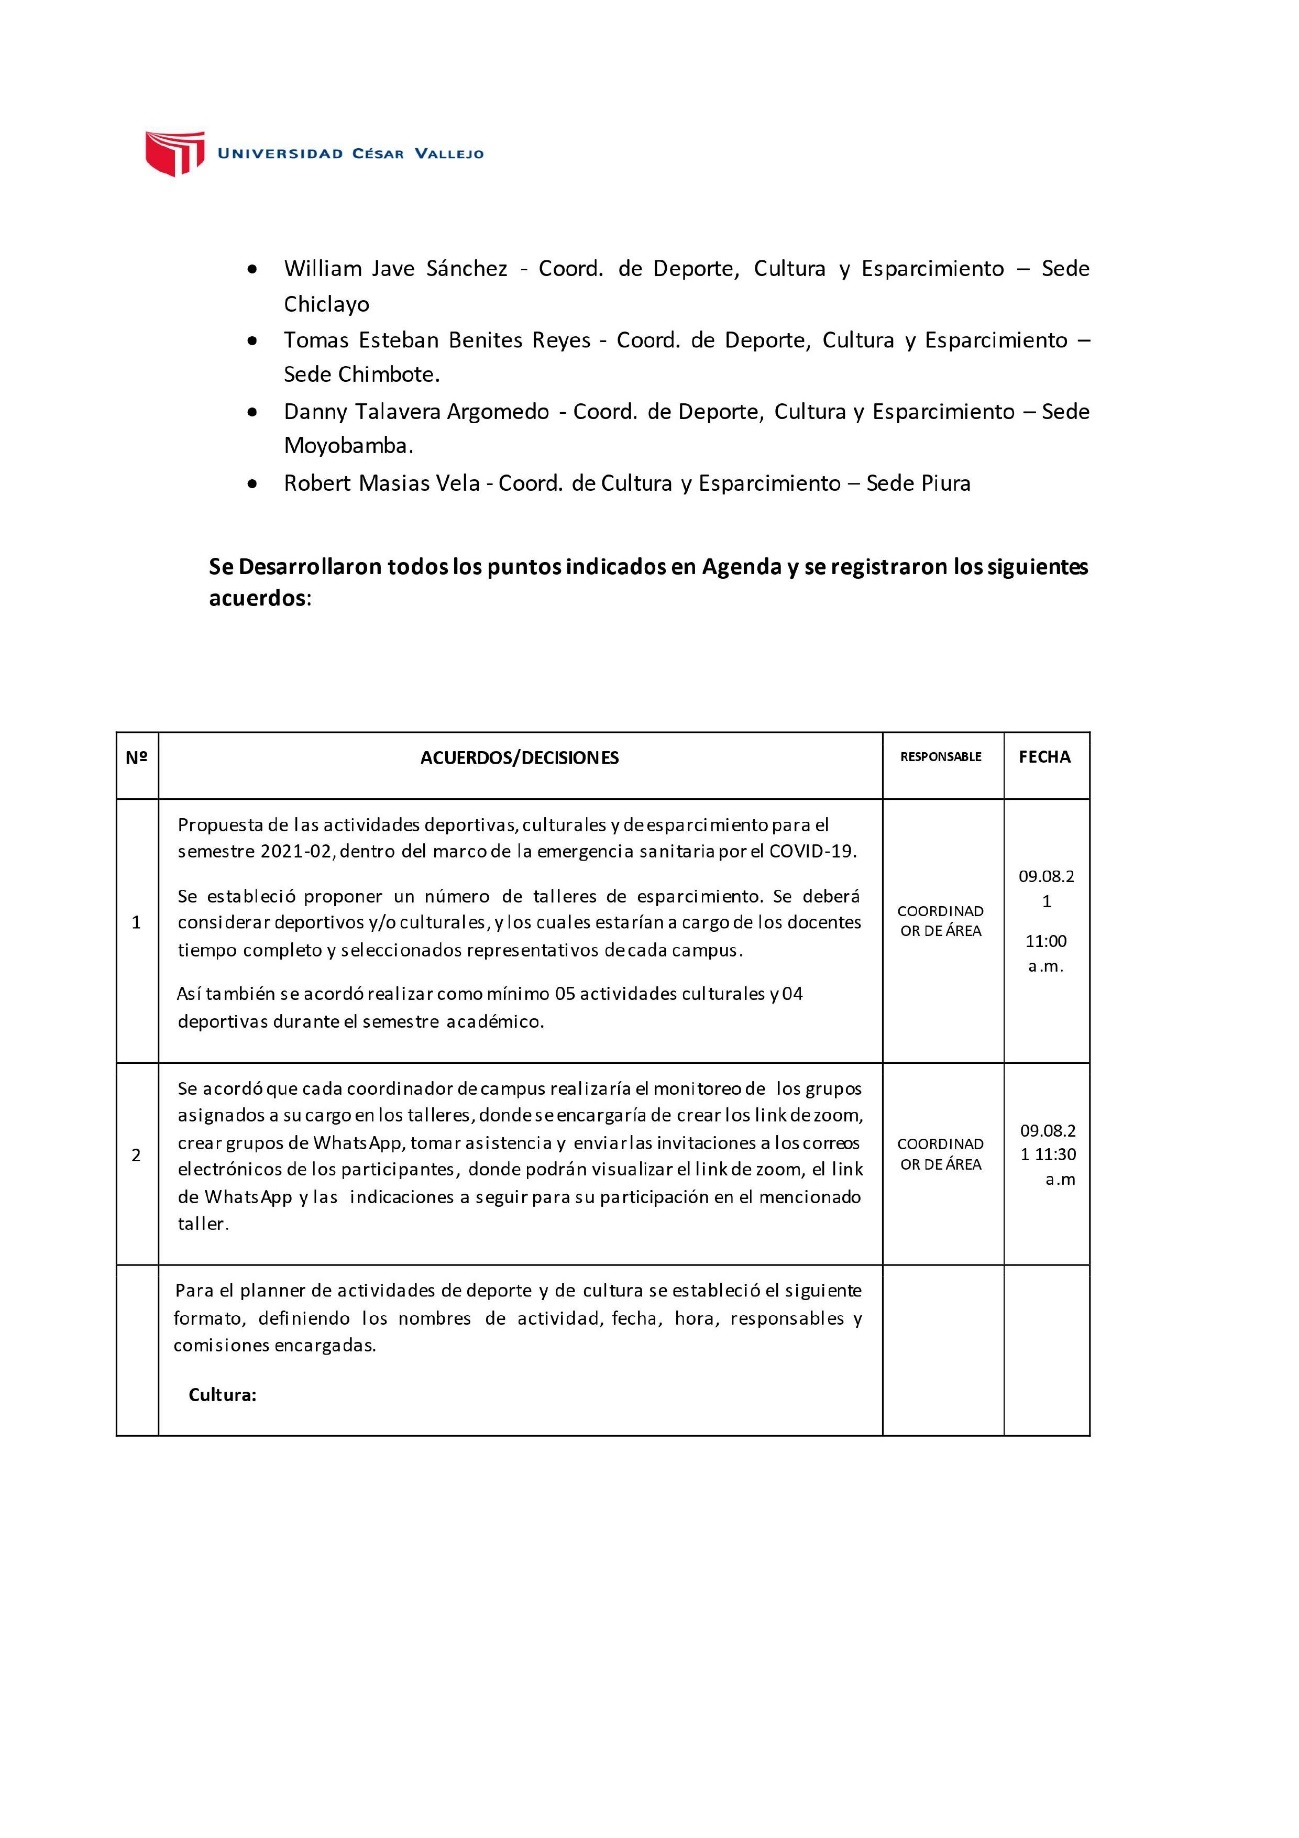 UNIVERSIDAD CÉSAR VALLEJO
• William Jave Sánchez - Coord. de Deporte, Cultura y Esparcimiento – Sede
Chiclayo
• Tomas Esteban Benites Reyes - Coord. de Deporte, Cultura y Esparcimiento –
Sede Chimbote.
• Danny Talavera Argomedo - Coord. de Deporte, Cultura y Esparcimiento – Sede
Moyobamba.
• Robert Masias Vela - Coord. de Cultura y Esparcimiento – Sede Piura
Se Desarrollaron todos los puntos indicados en Agenda y se registraron los siguientes
acuerdos:
Nº ACUERDOS/DECISIONES RESPONSABLE FECHA
1
Propuesta de las actividades deportivas, culturales y de esparcimiento para el
semestre 2021-02, dentro del marco de la emergencia sanitaria por el COVID-19.
Se estableció proponer un número de talleres de esparcimiento. Se deberá
considerar deportivos y/o culturales, y los cuales estarían a cargo de los docentes
tiempo completo y seleccionados representativos de cada campus.
Así también se acordó realizar como mínimo 05 actividades culturales y 04
deportivas durante el semestre académico.
COORDINAD
OR DE ÁREA
09.08.2
1
11:00
a.m.
2
Se acordó que cada coordinador de campus realizaría el monitoreo de los grupos
asignados a su cargo en los talleres, donde se encargaría de crear los link de zoom,
crear grupos de WhatsApp, tomar asistencia y enviar las invitaciones a los correos
electrónicos de los participantes, donde podrán visualizar el link de zoom, el link
de WhatsApp y las indicaciones a seguir para su participación en el mencionado
taller.
COORDINAD
OR DE ÁREA
09.08.2
1 11:30
a.m
Para el planner de actividades de deporte y de cultura se estableció el siguiente
formato, definiendo los nombres de actividad, fecha, hora, responsables y
comisiones encargadas.
Cultura: